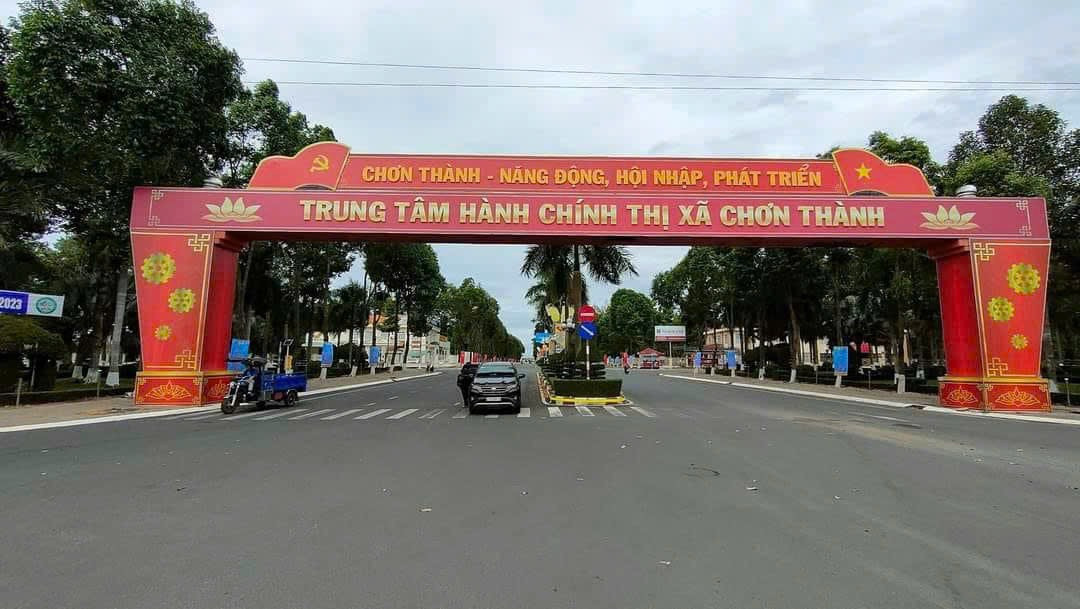 CHƠN THÀNH - NĂNG ĐỘNG, HỘI NHẬP, PHÁT TRIỂN
TRUNG TÂM HÀNH CHÍNH THỊ XÃ CHƠN THÀNH
2023